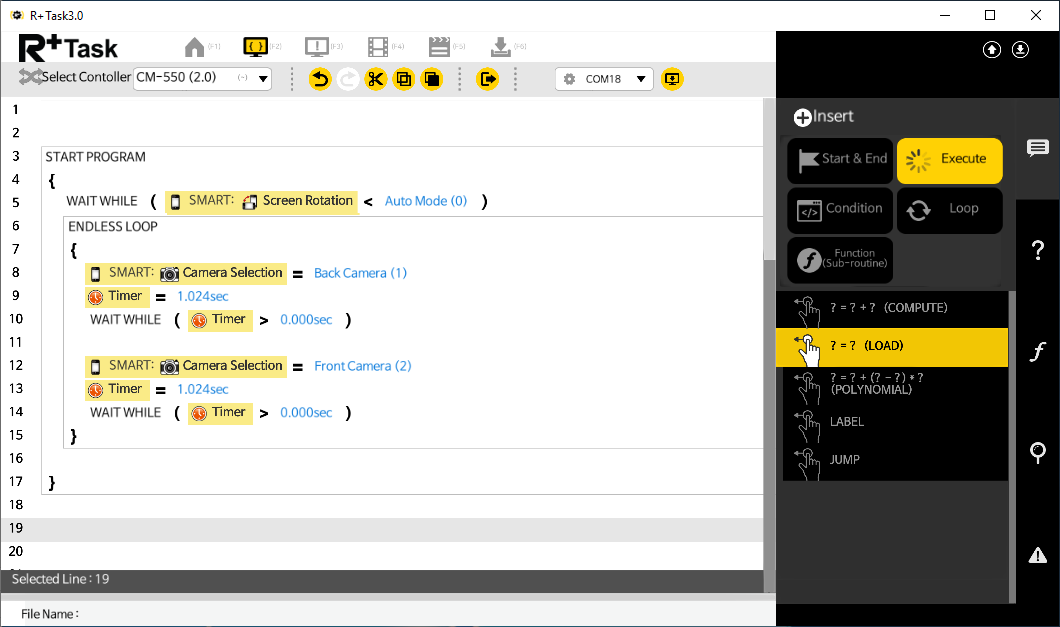 R+ Task3.0
R+Task
(F1) (F2) (F3) (F4) (F5) (F6)
Select Contoller CM-550 (2.0) (-) COM18
1
2
3 START PROGRAM
4 {
5 WAIT WHILE ( SMART: Screen Rotation < Auto Mode (0) )
6 ENDLESS LOOP
7 {
8 SMART: Camera Selection = Back Camera (1)
9 Timer = 1.024sec
10 WAIT WHILE ( Timer > 0.000sec )
11
12 SMART: Camera Selection = Front Camera (2)
13 Timer = 1.024sec
14 WAIT WHILE ( Timer > 0.000sec )
15 }
16
17 }
18
19
20
Selected Line : 19
File Name :
Insert
Start & End Execute
Condition Loop
Function
(Sub-routine)
? = ? + ? (COMPUTE)
? = ? (LOAD)
? = ? + (? - ?) * ?
(POLYNOMIAL)
LABEL
JUMP